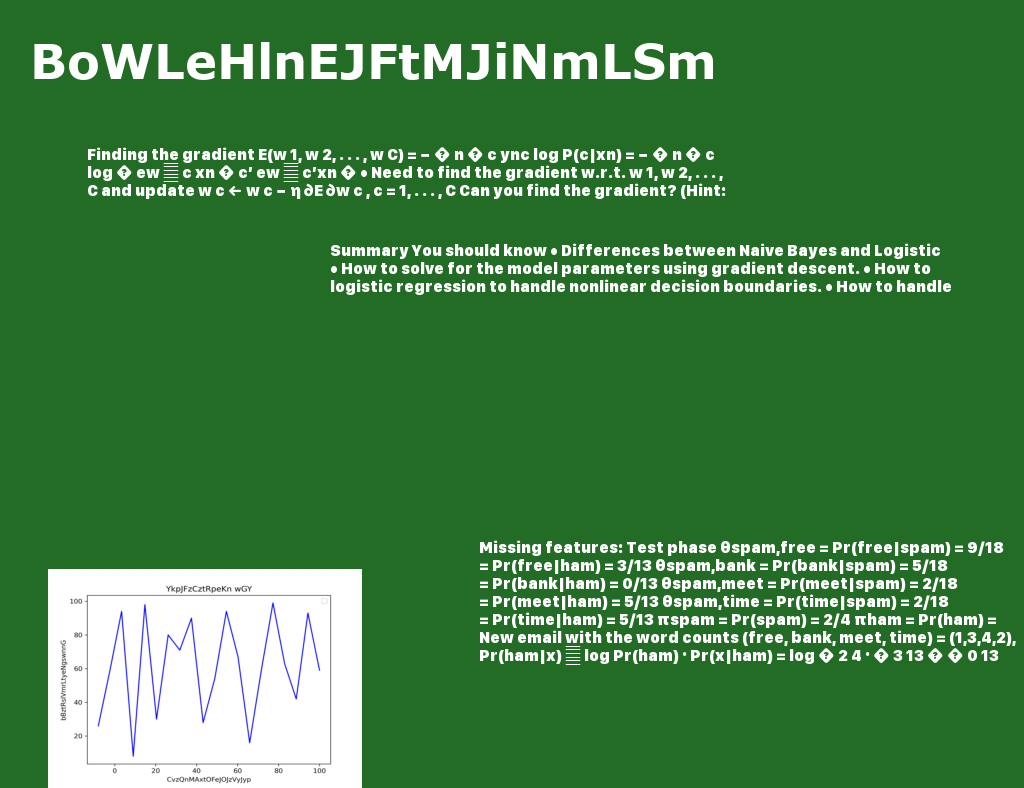 BoWLeHlnEJFtMJiNmLSm
Finding the gradient E(w 1, w 2, . . . , w C) = − � n � c ync log P(c|xn) = − � n � c
log � ew c xn � c′ ew c′xn � • Need to find the gradient w.r.t. w 1, w 2, . . . ,
C and update w c ← w c − η ∂E ∂w c , c = 1, . . . , C Can you find the gradient? (Hint:
Summary You should know • Differences between Naive Bayes and Logistic
• How to solve for the model parameters using gradient descent. • How to
logistic regression to handle nonlinear decision boundaries. • How to handle
Missing features: Test phase θspam,free = Pr(free|spam) = 9/18
= Pr(free|ham) = 3/13 θspam,bank = Pr(bank|spam) = 5/18
= Pr(bank|ham) = 0/13 θspam,meet = Pr(meet|spam) = 2/18
= Pr(meet|ham) = 5/13 θspam,time = Pr(time|spam) = 2/18
= Pr(time|ham) = 5/13 πspam = Pr(spam) = 2/4 πham = Pr(ham) =
New email with the word counts (free, bank, meet, time) = (1,3,4,2),
Pr(ham|x) log Pr(ham) · Pr(x|ham) = log � 2 4 · � 3 13 � � 0 13
YkpJFzCztRpeKn wGY
100
80
60
40
20
0 20 40 60 80 100
CvzQnMAxtOFeJOJzVyJyp